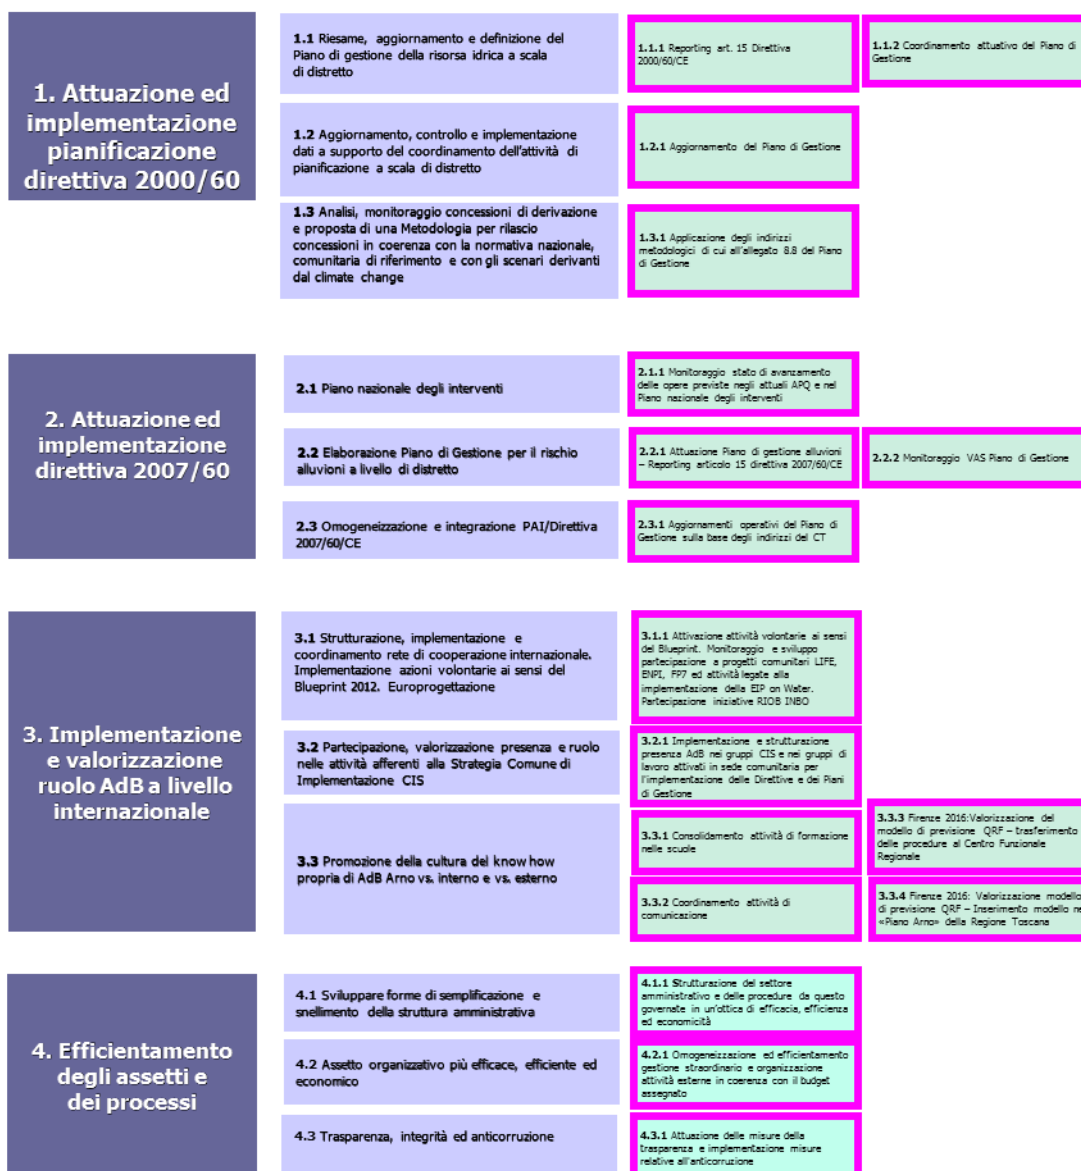 1. Attuazione ed
implementazione
pianificazione
direttiva 2000/60
1.1 Riesame, aggiornamento e definizione del
Piano di gestione della risorsa idrica a scala
di distretto
1.1.1 Reporting art. 15 Direttiva
2000/60/CE
1.1.2 Coordinamento attuativo del Piano di
Gestione
1.2 Aggiornamento, controllo e implementazione
dati a supporto del coordinamento dell'attività di
pianificazione a scala di distretto
1.2.1 Aggiornamento del Piano di Gestione
1.3 Analisi, monitoraggio concessioni di derivazione
e proposta di una Metodologia per rilascio
concessioni in coerenza con la normativa nazionale,
comunitaria di riferimento e con gli scenari derivanti
dal climate change
1.3.1 Applicazione degli indirizzi
metodologici di cui all'allegato 8.8 del Piano
di Gestione
2. Attuazione ed
implementazione
direttiva 2007/60
2.1 Piano nazionale degli interventi
2.1.1 Monitoraggio stato di avanzamento
delle opere previste negli attuali APQ e nel
Piano nazionale degli interventi
2.2 Elaborazione Piano di Gestione per il rischio
alluvioni a livello di distretto
2.2.1 Attuazione Piano di gestione alluvioni
– Reporting articolo 15 direttiva 2007/60/CE
2.2.2 Monitoraggio VAS Piano di Gestione
2.3 Omogeneizzazione e integrazione PAI/Direttiva
2007/60/CE
2.3.1 Aggiornamenti operativi del Piano di
Gestione sulla base degli indirizzi del CT
3. Implementazione
e valorizzazione
ruolo AdB a livello
internazionale
3.1 Strutturazione, implementazione e
coordinamento rete di cooperazione internazionale.
Implementazione azioni volontarie ai sensi del
Blueprint 2012. Europrogettazione
3.1.1 Attivazione attività volontarie ai sensi
del Blueprint. Monitoraggio e sviluppo
partecipazione a progetti comunitari LIFE,
ENPI, FP7 ed attività legate alla
implementazione della EIP on Water.
Partecipazione iniziative RIOB INBO
3.2 Partecipazione, valorizzazione presenza e ruolo
nelle attività afferenti alla Strategia Comune di
Implementazione CIS
3.2.1 Implementazione e strutturazione
presenza AdB nei gruppi CIS e nei gruppi di
lavoro attivati in sede comunitaria per
l'implementazione delle Direttive e dei Piani
di Gestione
3.3 Promozione della cultura del know how
propria di AdB Arno vs. interno e vs. esterno
3.3.1 Consolidamento attività di formazione
nelle scuole
3.3.3 Firenze 2016:Valorizzazione del
modello di previsione QRF – trasferimento
delle procedure al Centro Funzionale
Regionale
3.3.2 Coordinamento attività di
comunicazione
3.3.4 Firenze 2016: Valorizzazione modello
di previsione QRF – Inserimento modello ne
«Piano Arno» della Regione Toscana
4. Efficientamento
degli assetti e
dei processi
4.1 Sviluppare forme di semplificazione e
snellimento della struttura amministrativa
4.1.1 Strutturazione del settore
amministrativo e delle procedure da questo
governate in un'ottica di efficacia, efficienza
ed economicità
4.2 Assetto organizzativo più efficace, efficiente ed
economico
4.2.1 Omogeneizzazione ed efficientamento
gestione straordinario e organizzazione
attività esterne in coerenza con il budget
assegnato
4.3 Trasparenza, integrità ed anticorruzione
4.3.1 Attuazione delle misure della
trasparenza e implementazione misure
relative all'anticorruzione